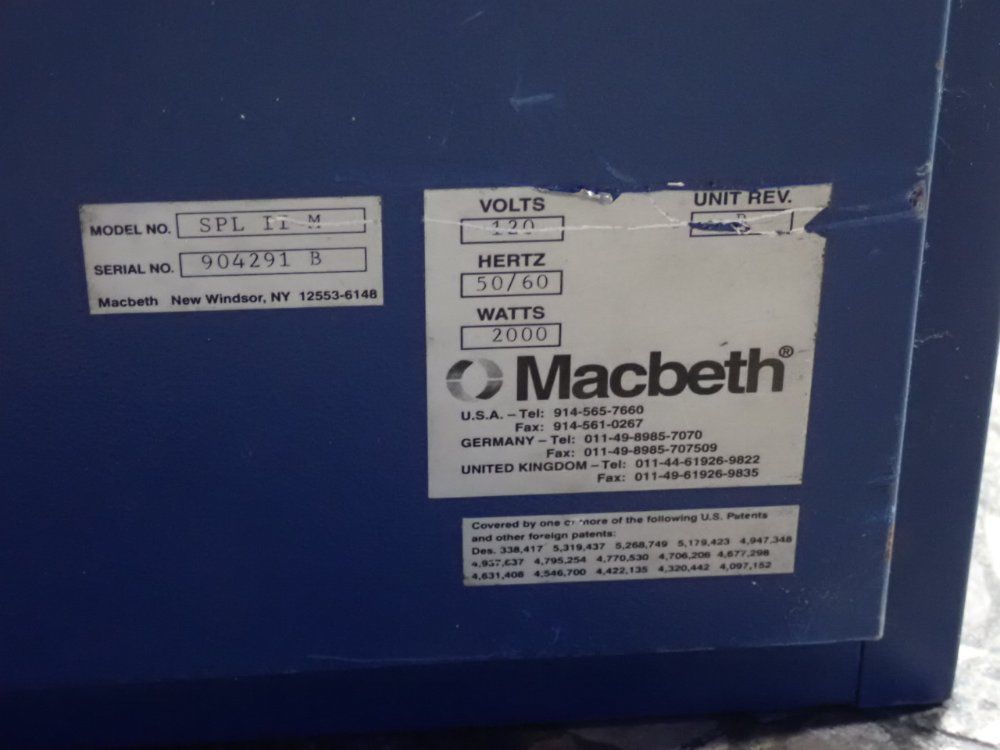 MODEL NO. SPL II M
SERIAL NO. 904291 B
Macbeth New Windsor, NY 12553-6148
VOLTS
120
UNIT REV.
B
HERTZ
50/60
WATTS
2000
Macbeth®
U.S.A. – Tel: 914-565-7660
Fax: 914-561-0267
GERMANY – Tel: 011-49-8985-7070
Fax: 011-49-8985-707509
UNITED KINGDOM – Tel: 011-44-61926-9822
Fax: 011-49-61926-9835
Covered by one or more of the following U.S. Patents
and other foreign patents:
Des. 338,417 5,319,437 5,268,749 5,179,423 4,947,348
4,937,637 4,795,254 4,770,530 4,706,206 4,677,298
4,631,408 4,546,700 4,422,135 4,320,442 4,097,152